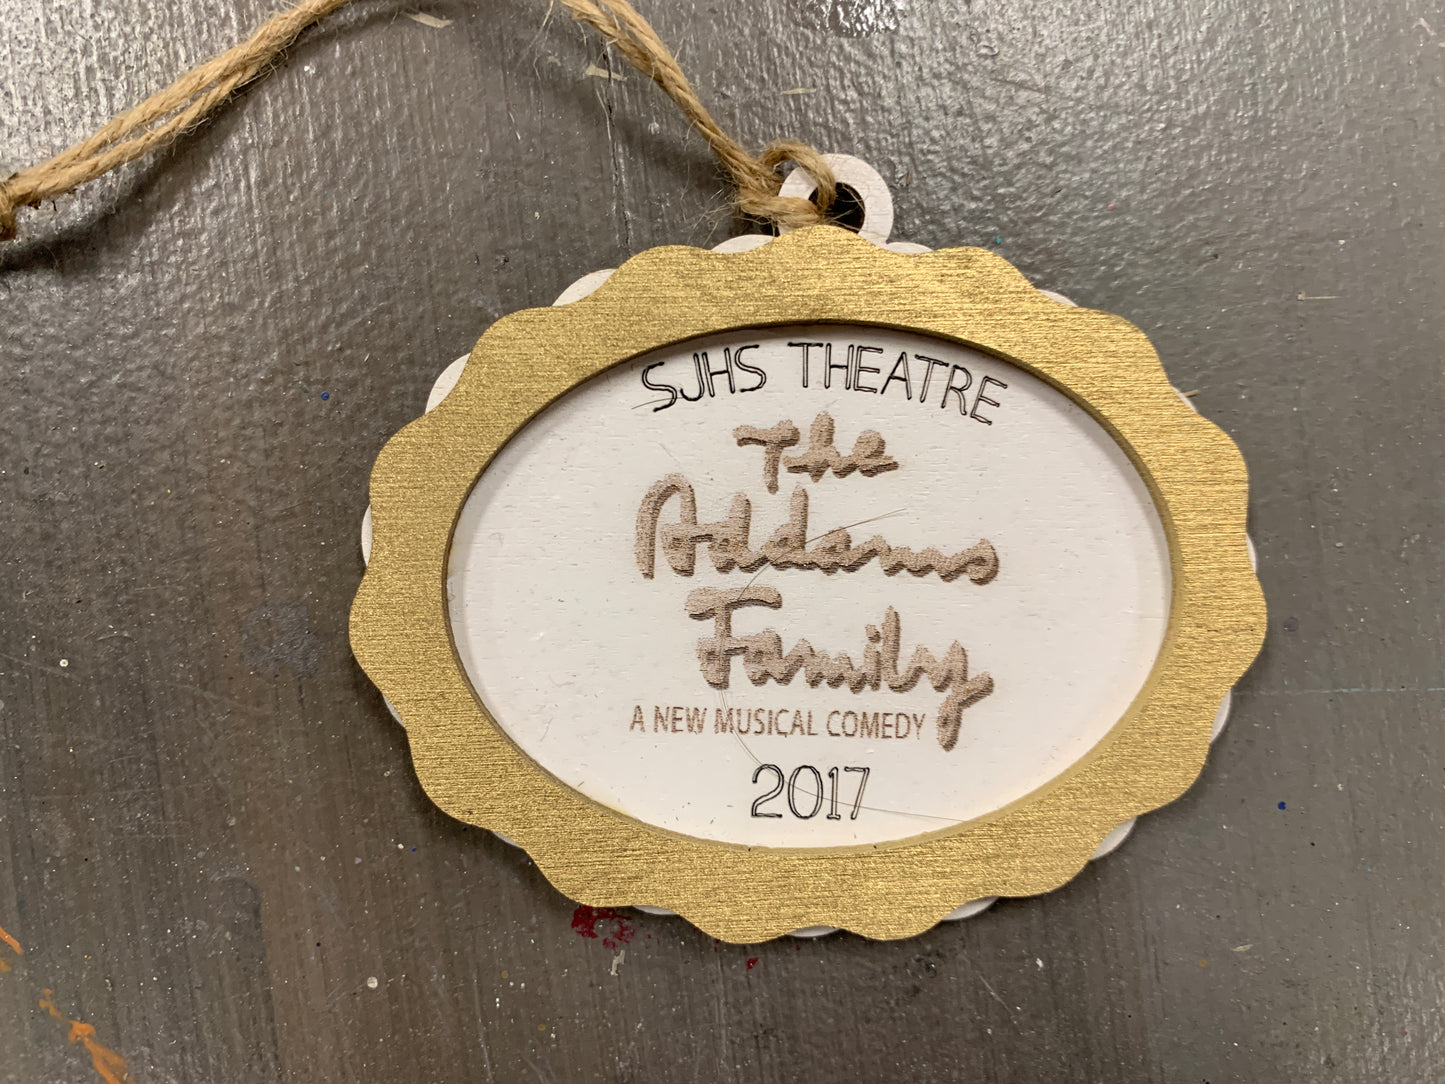 SJHS THEATRE
The
Addams
Family
A NEW MUSICAL COMEDY
2017